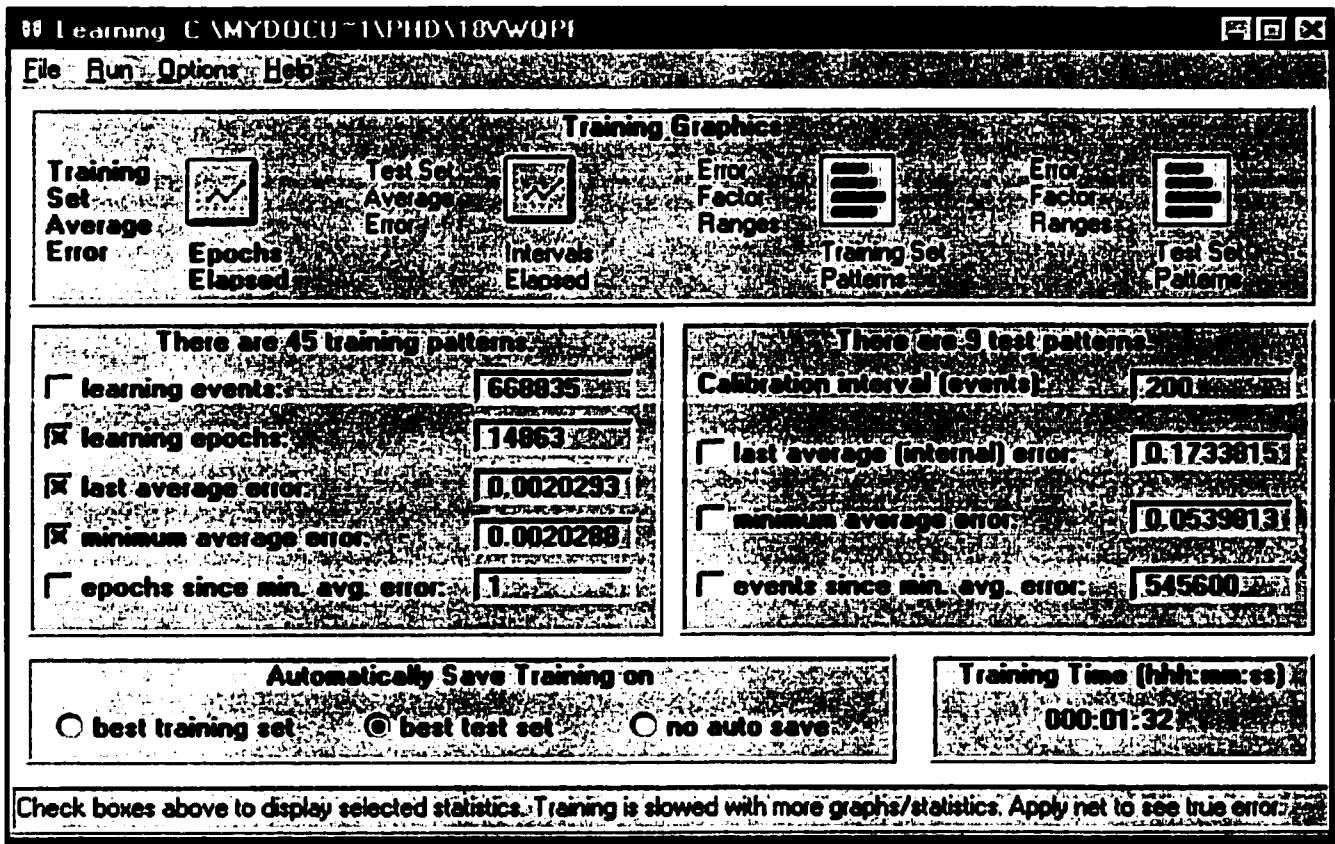 Learning C:\MYDOCU~1\PHD\18VWQPF
File Run Options Help
Training Graphics
Training Set Average Error
Epochs Elapsed
Test Set Average Error
Intervals Elapsed
Error Factor Ranges
Training Set Patterns
Error Factor Ranges
Test Set Patterns
There are 45 training patterns
learning events: 668835
learning epochs: 14863
last average error: 0.0020293
minimum average error: 0.0020288
epochs since min. avg. error: 1
There are 9 test patterns
Calibration interval (events): 200
last average (internal) error: 0.1733815
minimum average error: 0.0539813
events since min. avg. error: 545600
Automatically Save Training on
best training set
best test set
no auto save
Training Time (hhh:mm:ss)
000:01:32
Check boxes above to display selected statistics. Training is slowed with more graphs/statistics. Apply net to see true error.